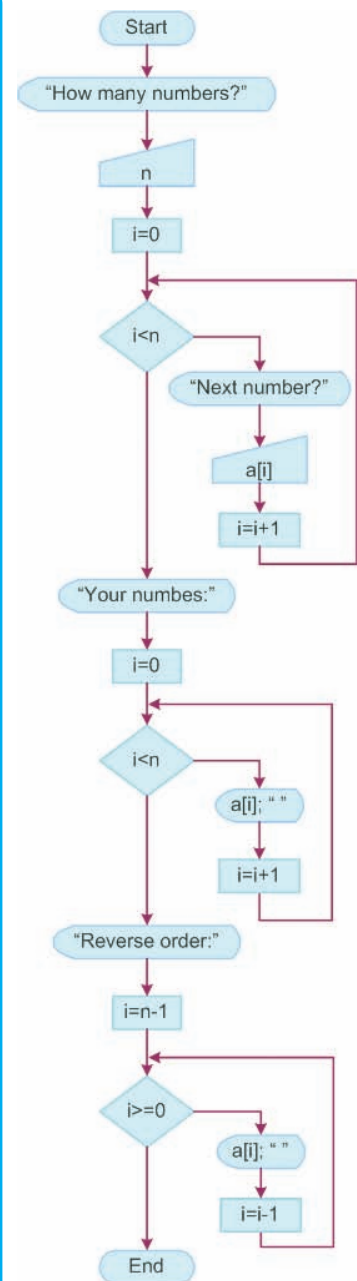 Start
“How many numbers?”
n
i=0
i<n
“Next number?”
a[i]
i=i+1
“Your numbes:”
i=0
i<n
a[i]; “ ”
i=i+1
“Reverse order:”
i=n-1
i>=0
a[i]; “ ”
i=i-1
End